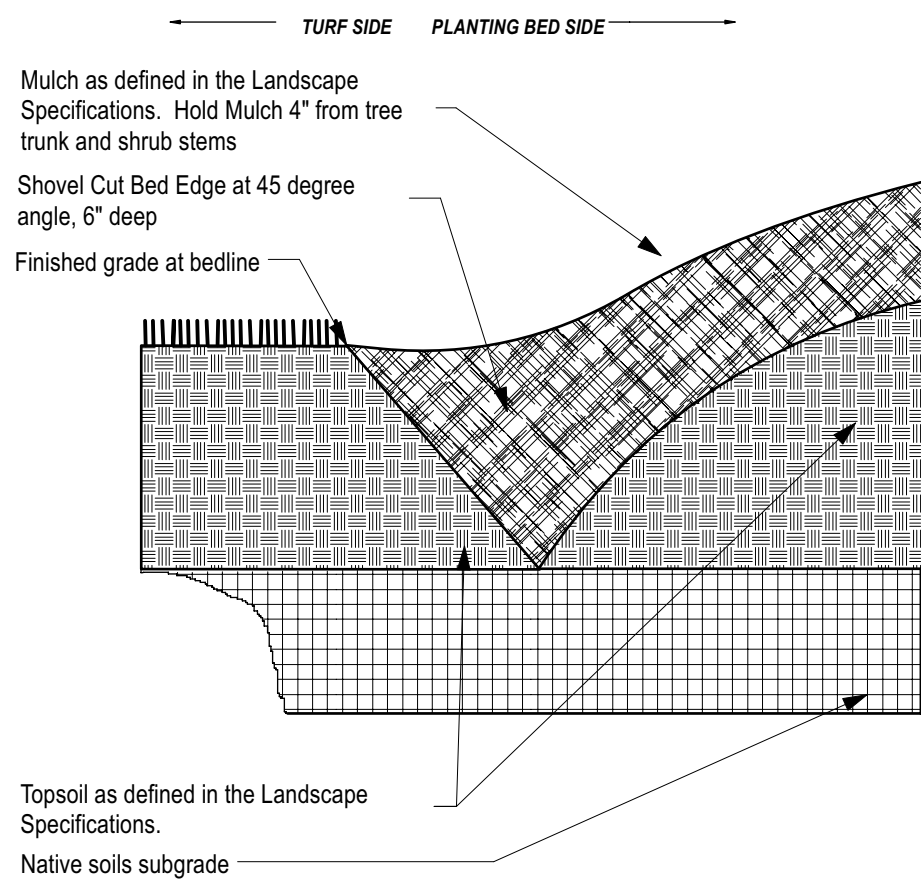 TURF SIDE PLANTING BED SIDE
Mulch as defined in the Landscape
Specifications. Hold Mulch 4" from tree
trunk and shrub stems
Shovel Cut Bed Edge at 45 degree
angle, 6" deep
Finished grade at bedline
Topsoil as defined in the Landscape
Specifications.
Native soils subgrade